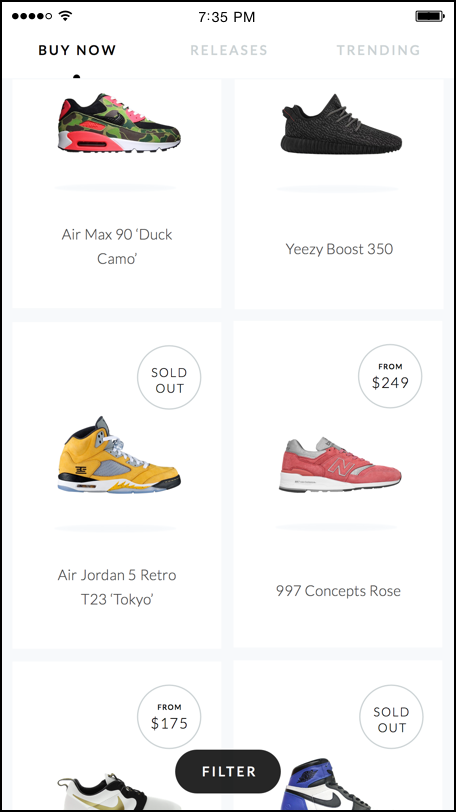 7:35 PM
BUY NOW
RELEASES
TRENDING
Air Max 90 ‘Duck
Camo’
Yeezy Boost 350
SOLD
OUT
FROM
$249
Air Jordan 5 Retro
T23 ‘Tokyo’
997 Concepts Rose
FROM
$175
SOLD
OUT
FILTER